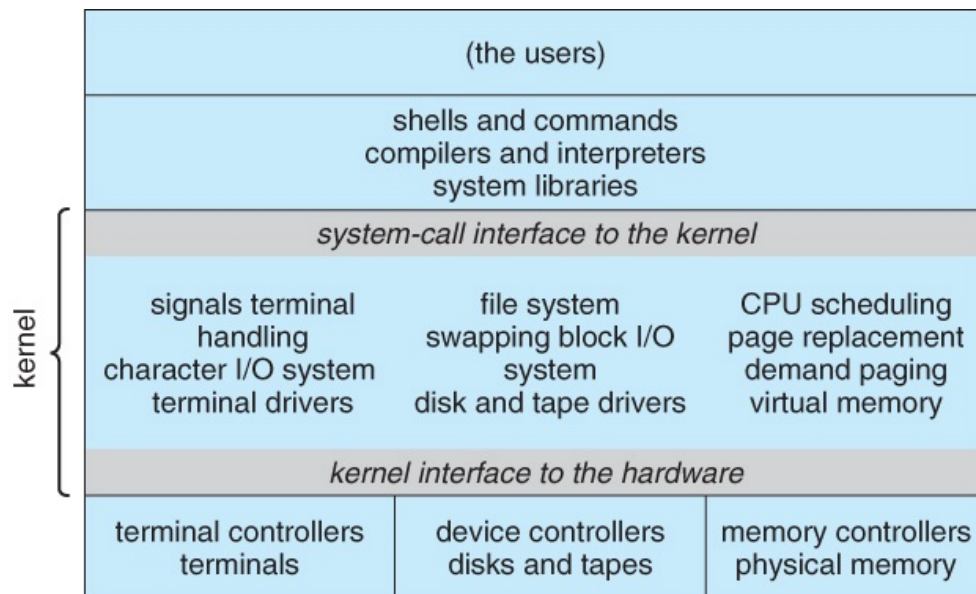 (the users)
shells and commands
compilers and interpreters
system libraries
system-call interface to the kernel
kernel
signals terminal
handling
character I/O system
terminal drivers
file system
swapping block I/O
system
disk and tape drivers
CPU scheduling
page replacement
demand paging
virtual memory
kernel interface to the hardware
terminal controllers
terminals
device controllers
disks and tapes
memory controllers
physical memory